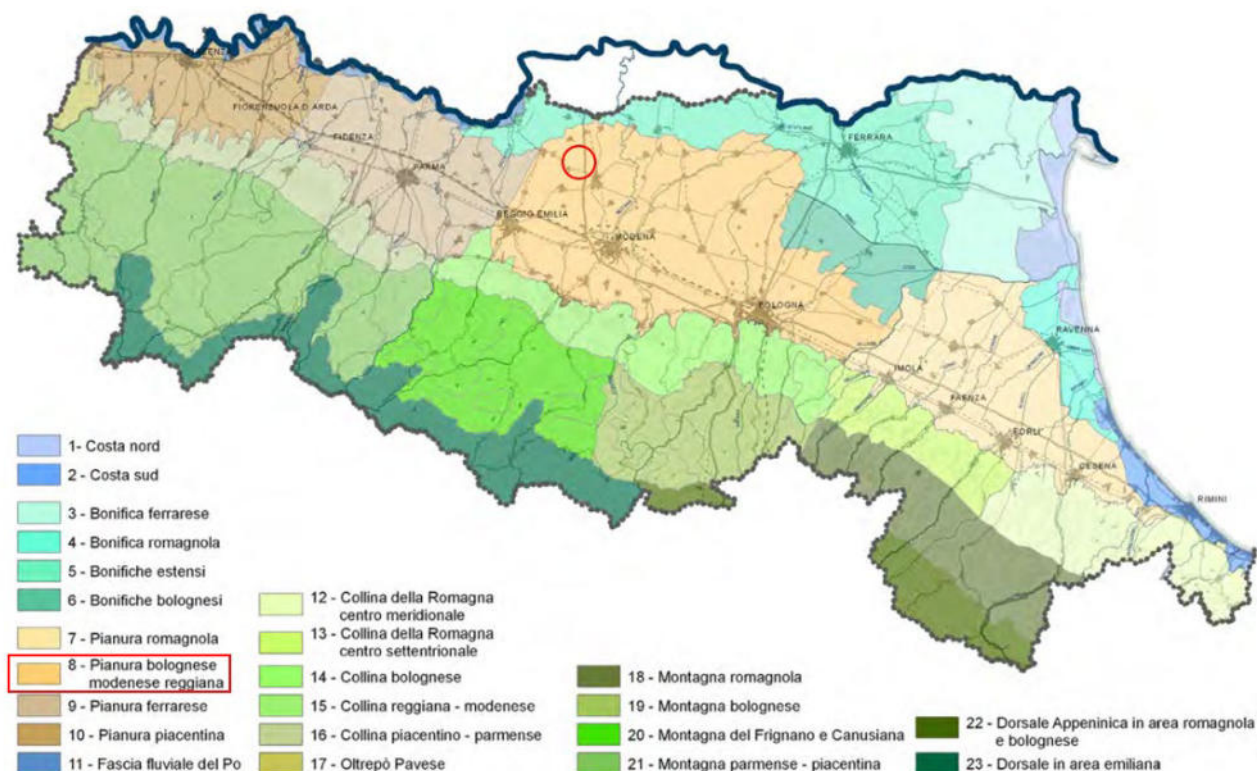 FIORENZUOLA D'ARDA
FIDENZA
PARMA
REGGIO EMILIA
MODENA
BOLOGNA
FERRARA
RAVENNA
IMOLA
FAENZA
FORLI'
CESENA
RIMINI
1- Costa nord
2 - Costa sud
3 - Bonifica ferrarese
4 - Bonifica romagnola
5 - Bonifiche estensi
6 - Bonifiche bolognesi
7 - Pianura romagnola
8 - Pianura bolognese
modenese reggiana
9 - Pianura ferrarese
10 - Pianura piacentina
11 - Fascia fluviale del Po
12 - Collina della Romagna
centro meridionale
13 - Collina della Romagna
centro settentrionale
14 - Collina bolognese
15 - Collina reggiana - modenese
16 - Collina piacentino - parmense
17 - Oltrepò Pavese
18 - Montagna romagnola
19 - Montagna bolognese
20 - Montagna del Frignano e Canusiana
21 - Montagna parmense - piacentina
22 - Dorsale Appeninica in area romagnola
e bolognese
23 - Dorsale in area emiliana